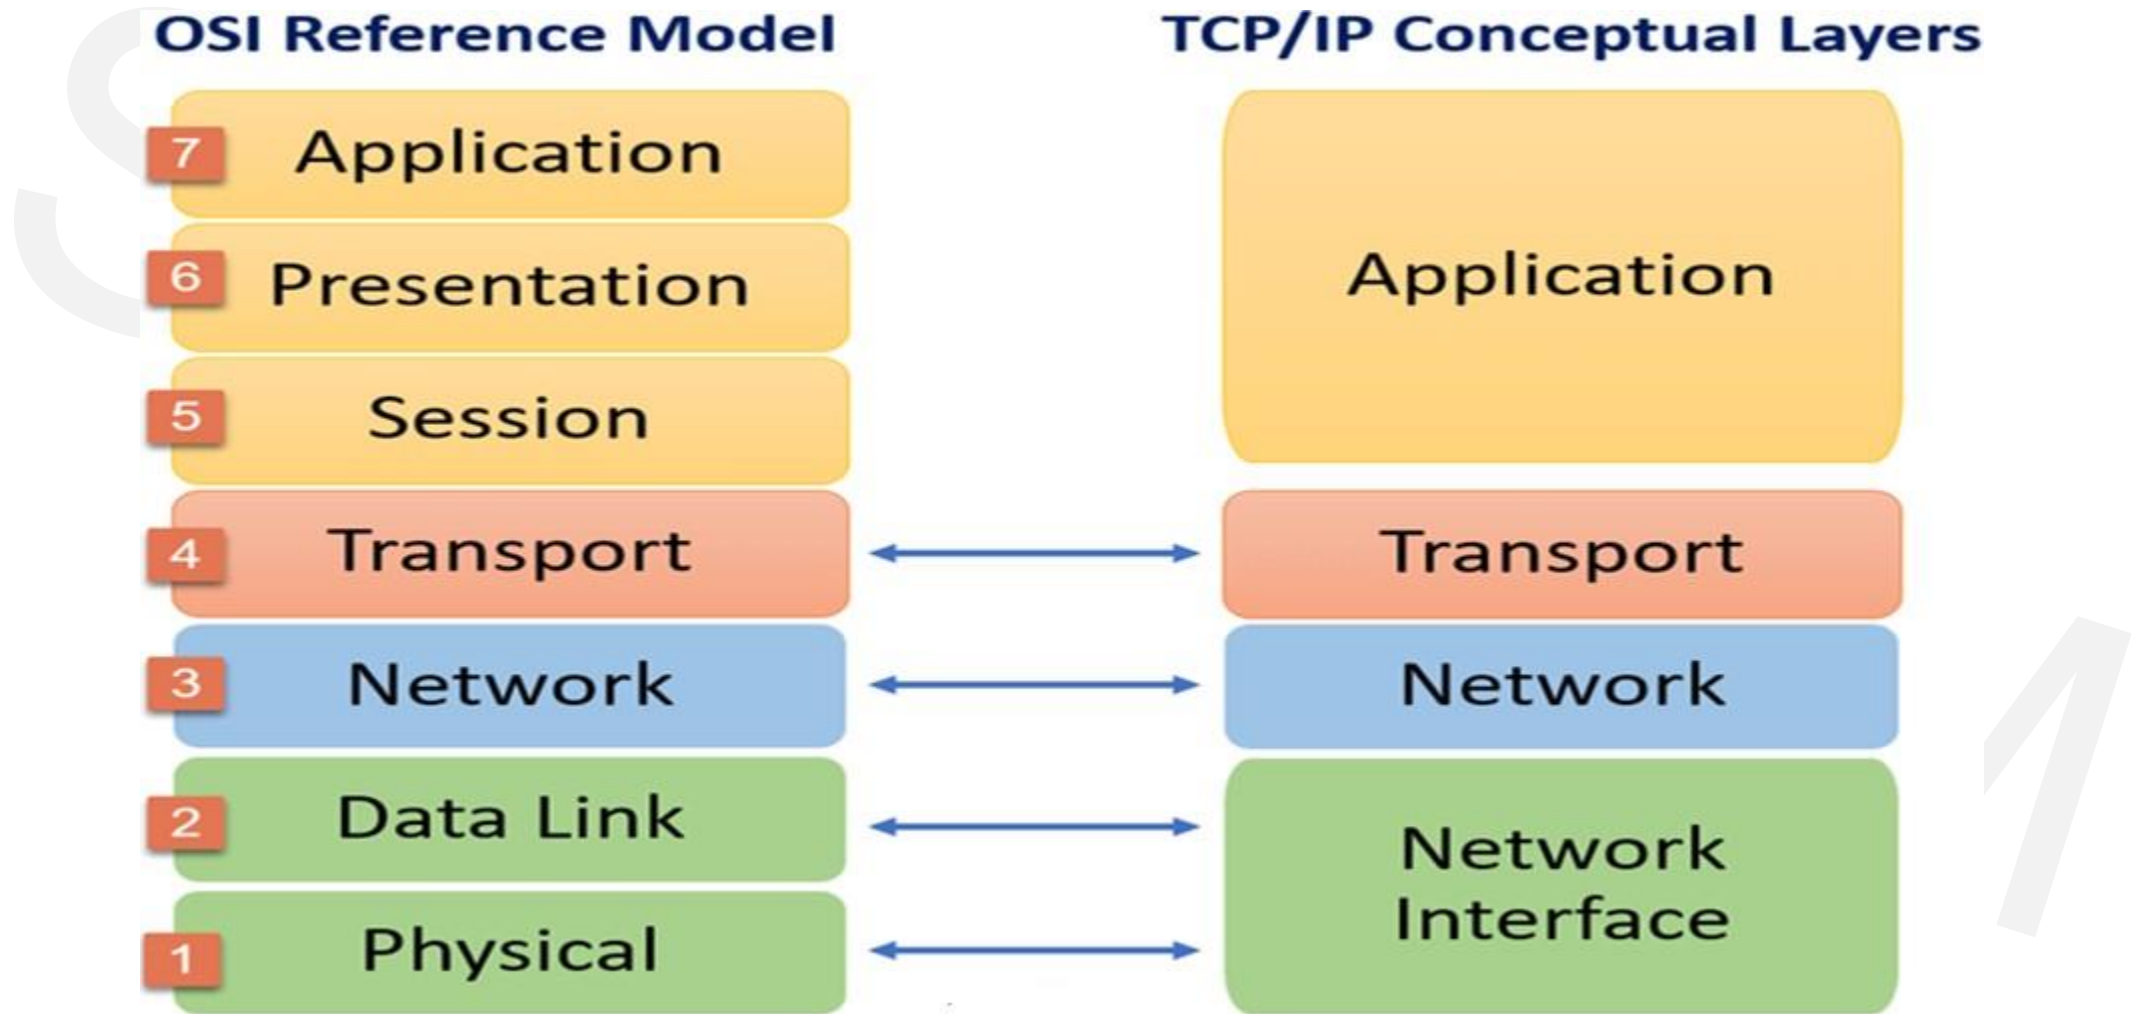 OSI Reference Model
TCP/IP Conceptual Layers
7 Application
6 Presentation
5 Session
4 Transport
3 Network
2 Data Link
1 Physical
Application
Transport
Network
Network
Interface